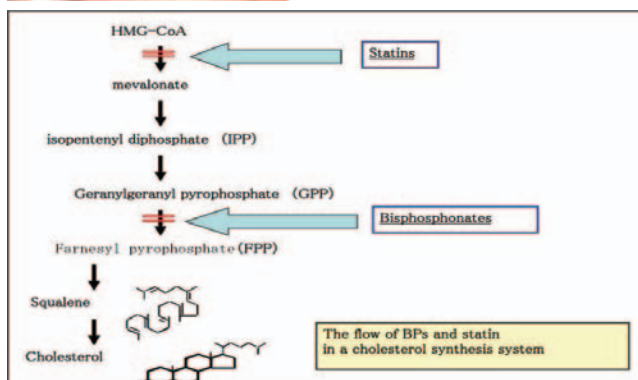 HMG-CoA
Statins
mevalonate
isopentenyl diphosphate (IPP)
Geranylgeranyl pyrophosphate (GPP)
Bisphosphonates
Farnesyl pyrophosphate(FPP)
Squalene
Cholesterol
The flow of BPs and statin
in a cholesterol synthesis system